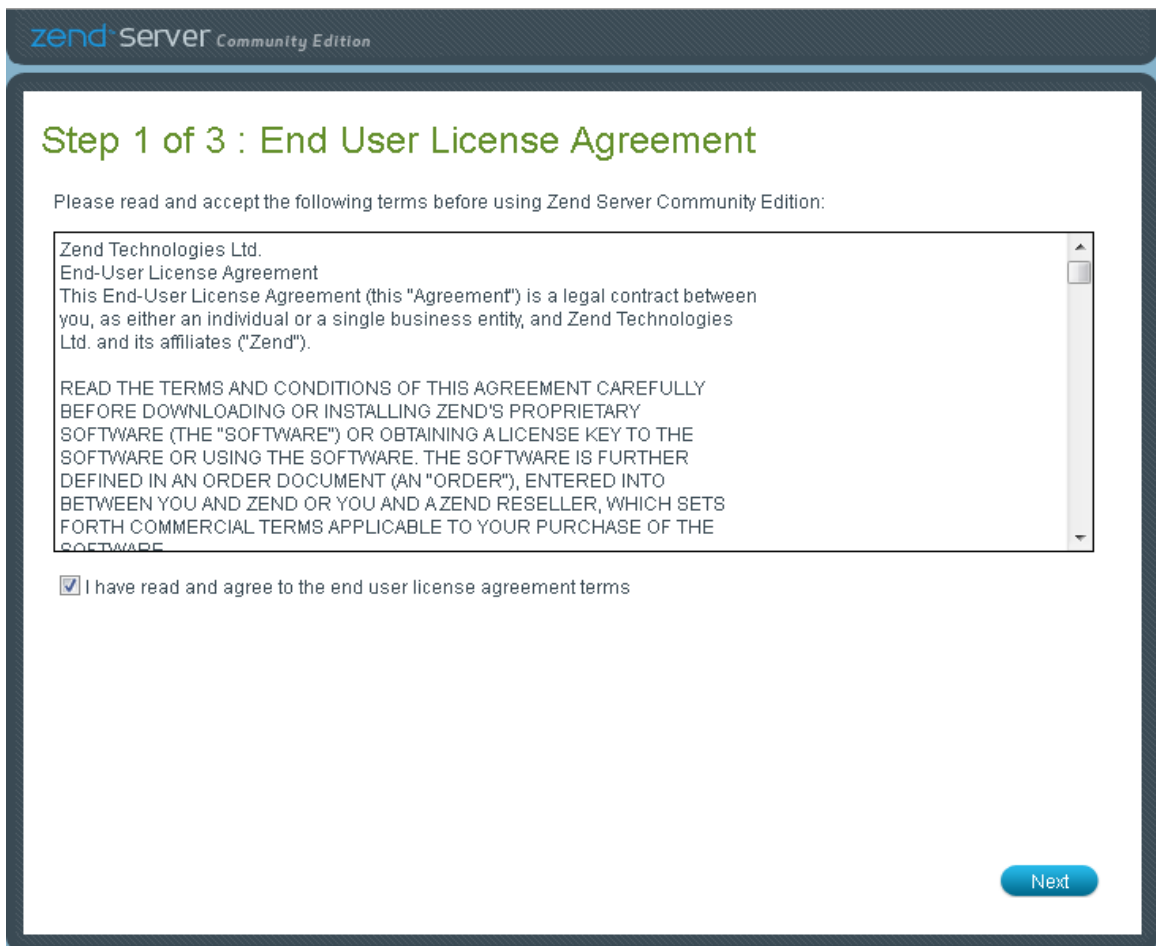 zend Server Community Edition
Step 1 of 3 : End User License Agreement
Please read and accept the following terms before using Zend Server Community Edition:
Zend Technologies Ltd.
End-User License Agreement
This End-User License Agreement (this "Agreement") is a legal contract between
you, as either an individual or a single business entity, and Zend Technologies
Ltd. and its affiliates ("Zend").
READ THE TERMS AND CONDITIONS OF THIS AGREEMENT CAREFULLY
BEFORE DOWNLOADING OR INSTALLING ZEND'S PROPRIETARY
SOFTWARE (THE "SOFTWARE") OR OBTAINING A LICENSE KEY TO THE
SOFTWARE OR USING THE SOFTWARE. THE SOFTWARE IS FURTHER
DEFINED IN AN ORDER DOCUMENT (AN "ORDER"), ENTERED INTO
BETWEEN YOU AND ZEND OR YOU AND A ZEND RESELLER, WHICH SETS
FORTH COMMERCIAL TERMS APPLICABLE TO YOUR PURCHASE OF THE
SOFTWARE
I have read and agree to the end user license agreement terms
Next